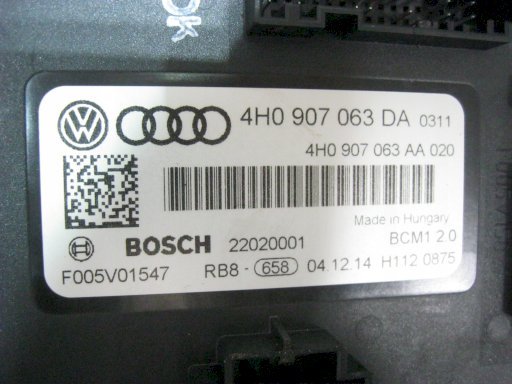 OK
4H0 907 063 DA 0311
4H0 907 063 AA 020
Made in Hungary
BOSCH 22020001 BCM1 2.0
F005V01547 RB8 - 658 04.12.14 H112 0875